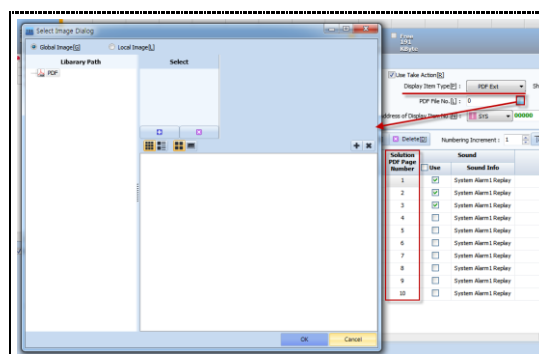 Select Image Dialog
Global Image[G]
Local Image[L]
Libarary Path
Select
PDF
OK
Cancel
KByte
Use Take Action[R]
Display Item Type[P] : PDF Ext
PDF File No.[L] : 0
SYS 00000
Delete[D] Numbering Increment : 1
Solution PDF Page Number
Sound
Use
Sound Info
1 System Alarm1 Replay
2 System Alarm1 Replay
3 System Alarm1 Replay
4 System Alarm1 Replay
5 System Alarm1 Replay
6 System Alarm1 Replay
7 System Alarm1 Replay
8 System Alarm1 Replay
9 System Alarm1 Replay
10 System Alarm1 Replay